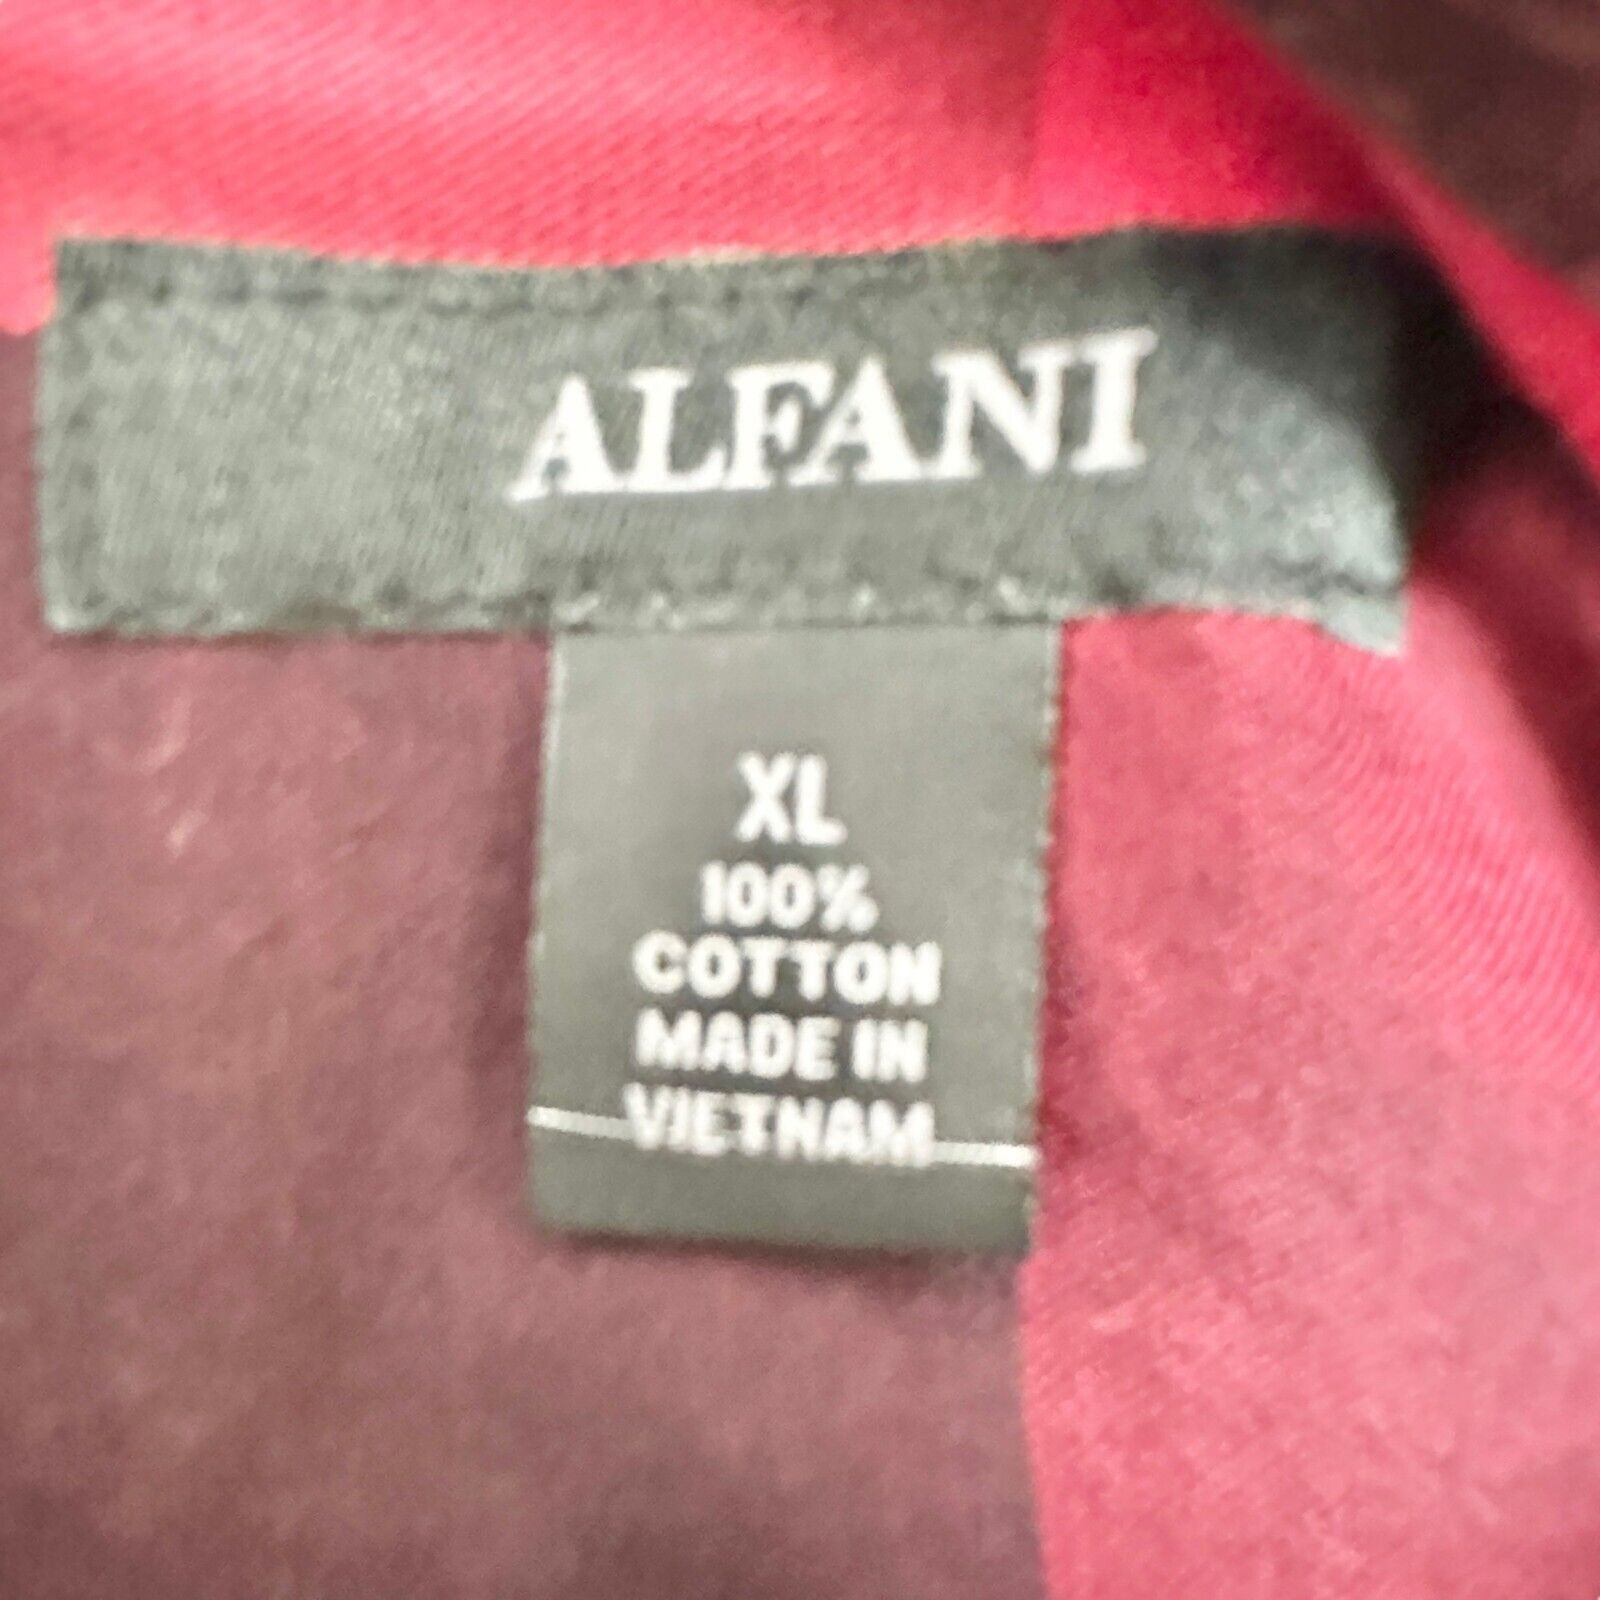 ALFANI
XL
100%
COTTON
MADE IN
VIETNAM